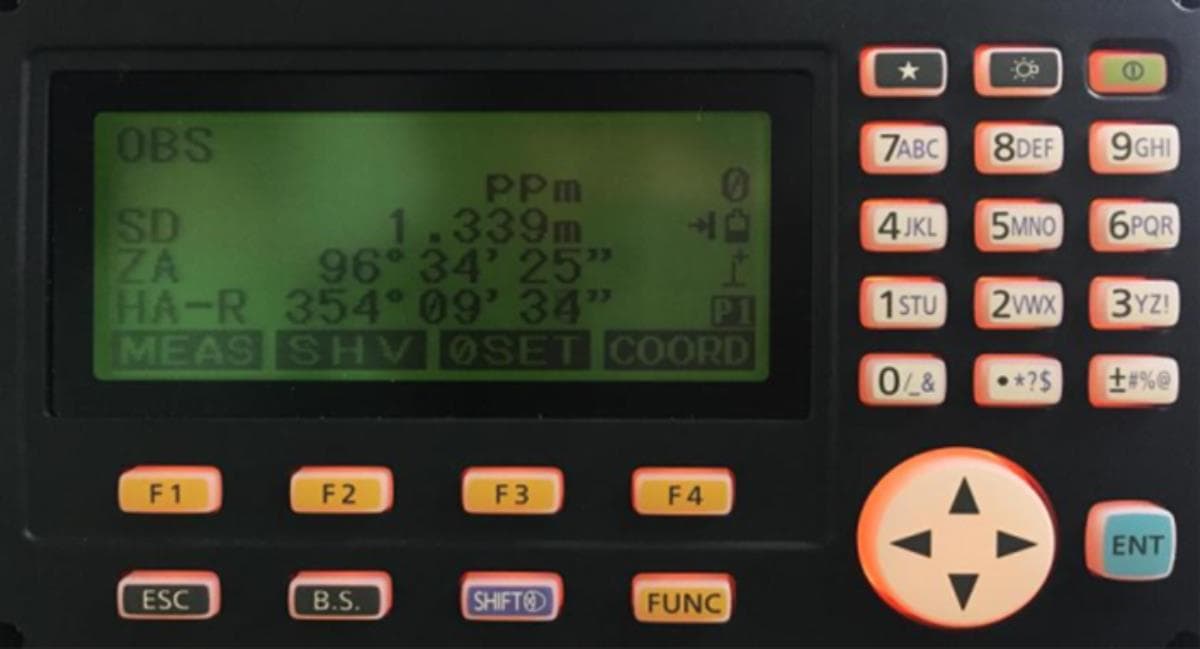 OBS
ppm 0
SD 1.339m
ZA 96° 34' 25"
HA-R 354° 09' 34" P1
MEAS SHV 0SET COORD
F1 F2 F3 F4
ESC B.S. SHIFT FUNC
★
7ABC 8DEF 9GHI
4JKL 5MNO 6PQR
1STU 2VWX 3YZ!
0/_& •*?$ ±#%@
ENT